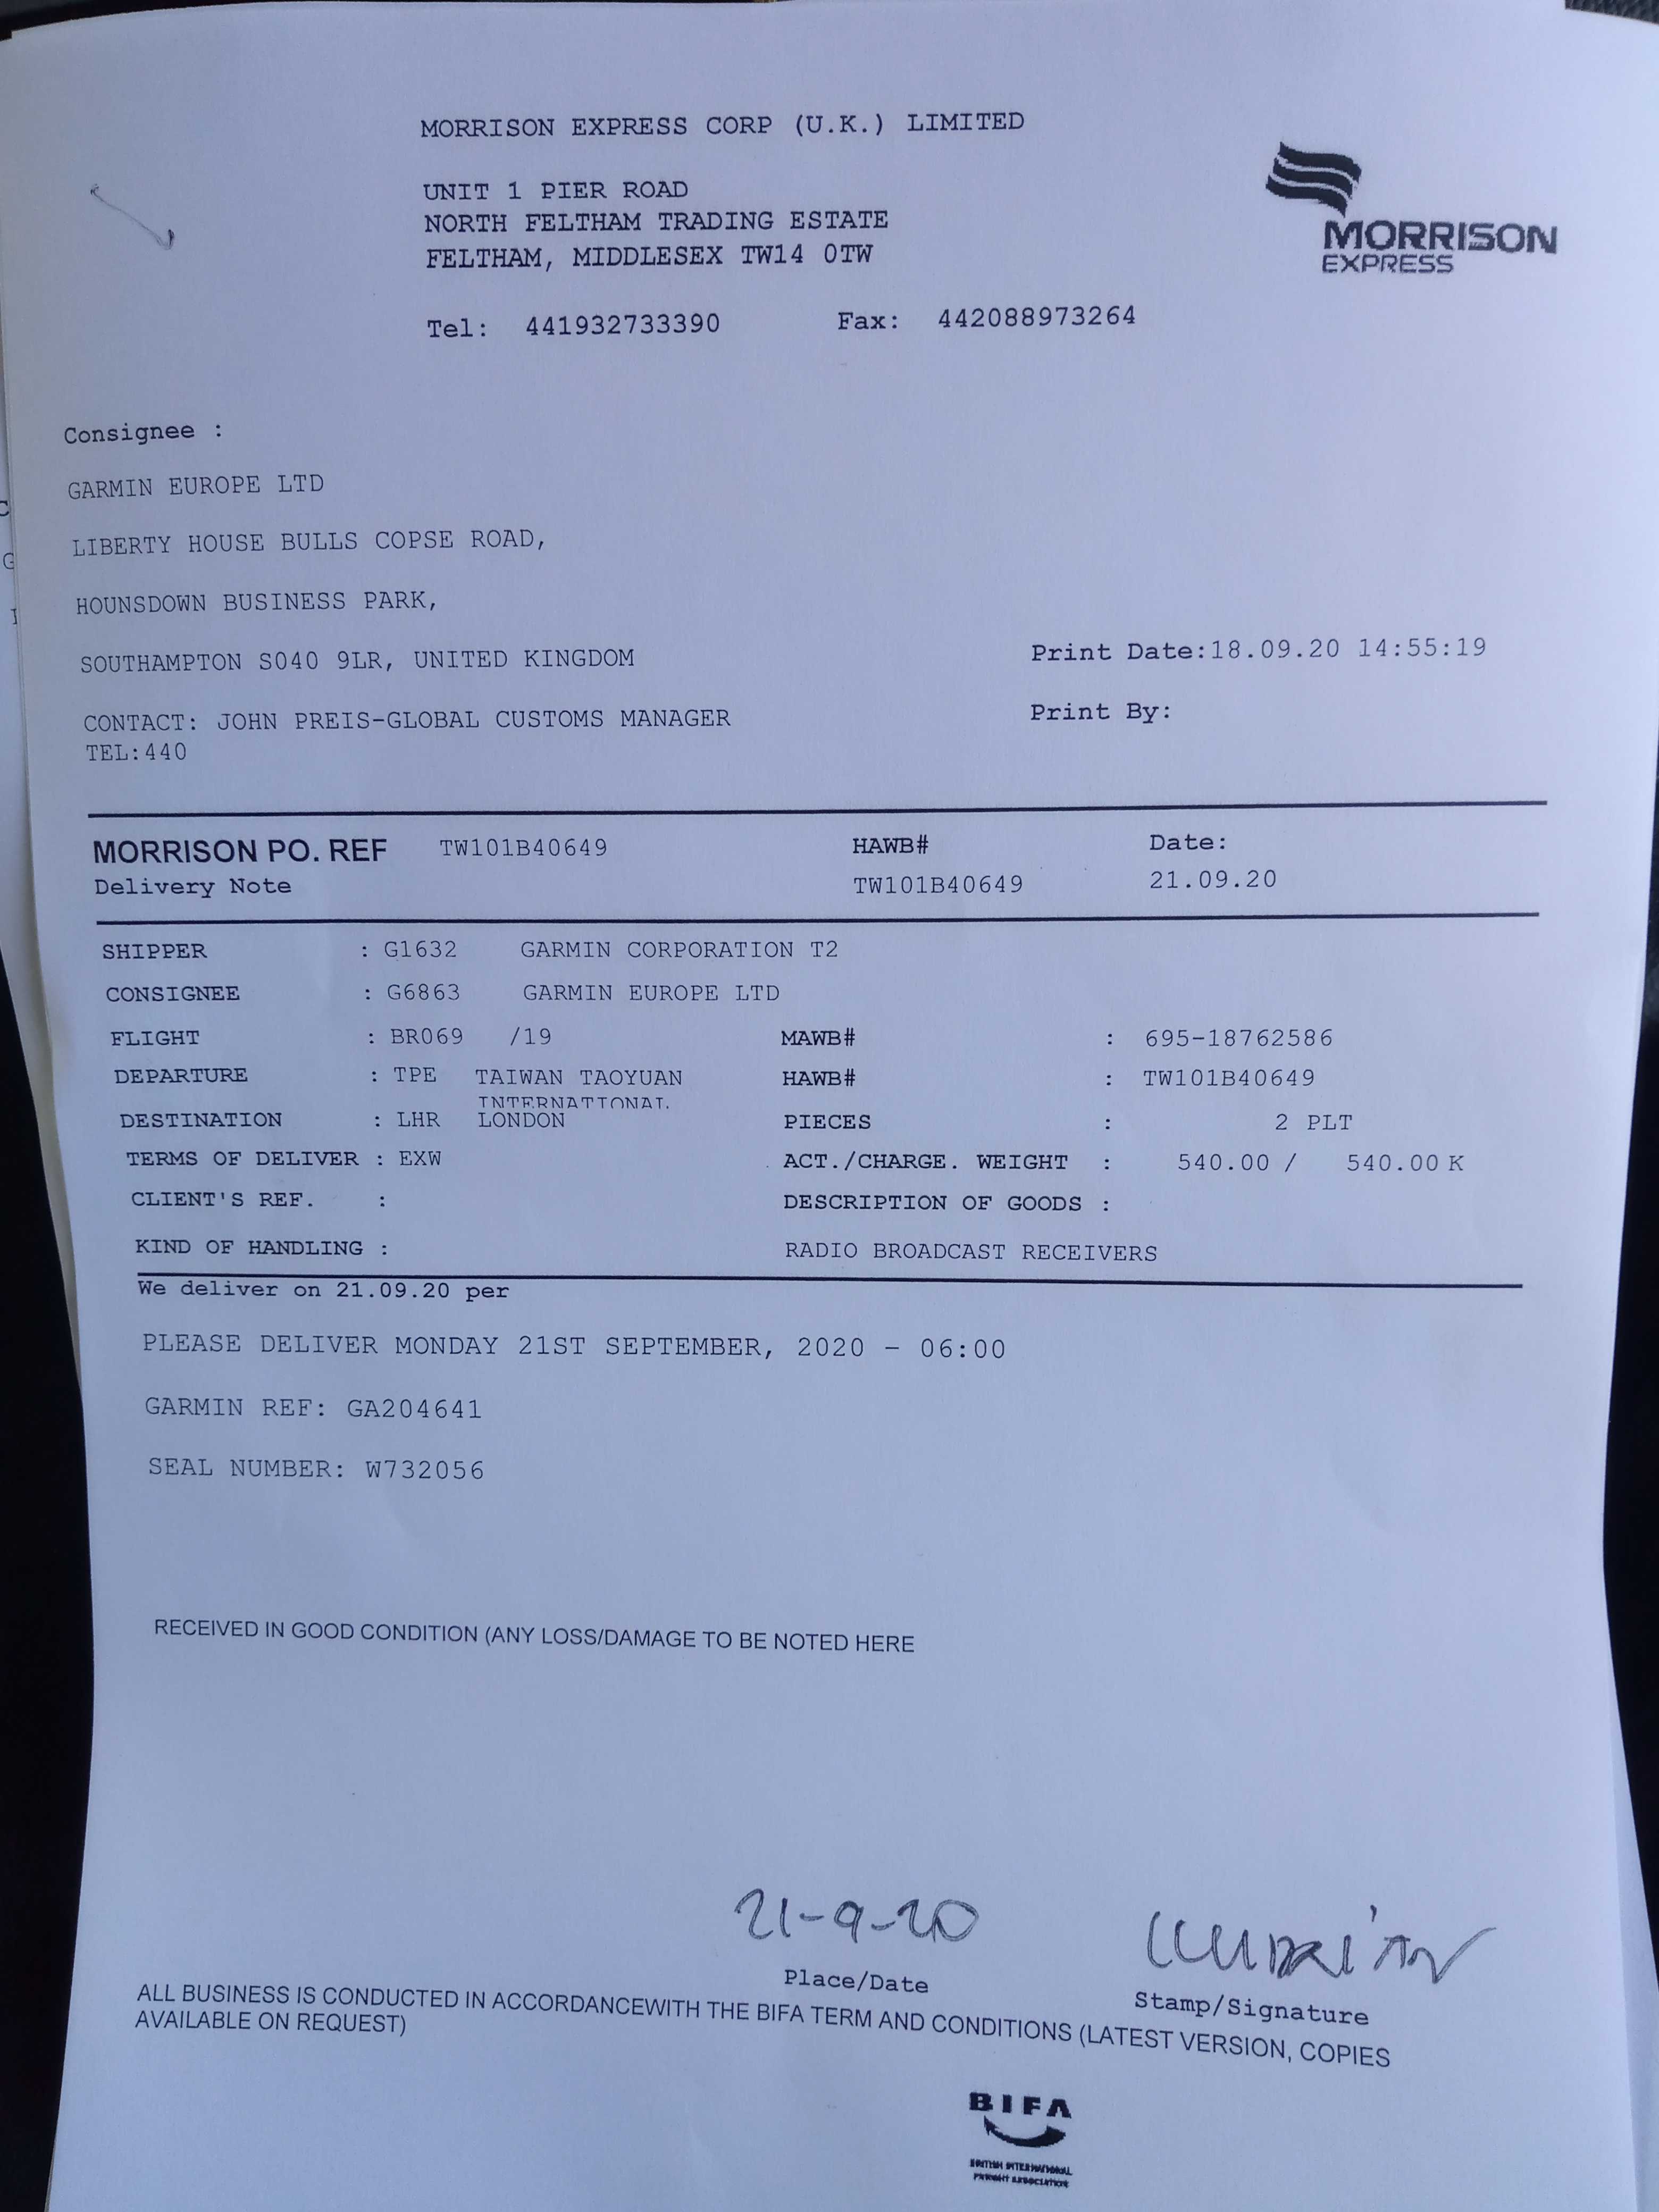 MORRISON EXPRESS CORP (U.K.) LIMITED
UNIT 1 PIER ROAD
NORTH FELTHAM TRADING ESTATE
FELTHAM, MIDDLESEX TW14 0TW
MORRISON
EXPRESS
Tel: 441932733390 Fax: 442088973264
Consignee :
GARMIN EUROPE LTD
LIBERTY HOUSE BULLS COPSE ROAD,
HOUNSDOWN BUSINESS PARK,
SOUTHAMPTON SO40 9LR, UNITED KINGDOM Print Date:18.09.20 14:55:19
CONTACT: JOHN PREIS-GLOBAL CUSTOMS MANAGER Print By:
TEL:440
MORRISON PO. REF TW101B40649 HAWB# Date:
Delivery Note TW101B40649 21.09.20
SHIPPER : G1632 GARMIN CORPORATION T2
CONSIGNEE : G6863 GARMIN EUROPE LTD
FLIGHT : BR069 /19 MAWB# : 695-18762586
DEPARTURE : TPE TAIWAN TAOYUAN HAWB# : TW101B40649
INTERNATIONAL
DESTINATION : LHR LONDON PIECES : 2 PLT
TERMS OF DELIVER : EXW ACT./CHARGE. WEIGHT : 540.00 / 540.00 K
CLIENT'S REF. : DESCRIPTION OF GOODS :
KIND OF HANDLING : RADIO BROADCAST RECEIVERS
We deliver on 21.09.20 per
PLEASE DELIVER MONDAY 21ST SEPTEMBER, 2020 - 06:00
GARMIN REF: GA204641
SEAL NUMBER: W732056
RECEIVED IN GOOD CONDITION (ANY LOSS/DAMAGE TO BE NOTED HERE
21-9-20
Place/Date Stamp/Signature
ALL BUSINESS IS CONDUCTED IN ACCORDANCEWITH THE BIFA TERM AND CONDITIONS (LATEST VERSION, COPIES
AVAILABLE ON REQUEST)
BIFA
BRITISH INTERNATIONAL
FREIGHT ASSOCIATION